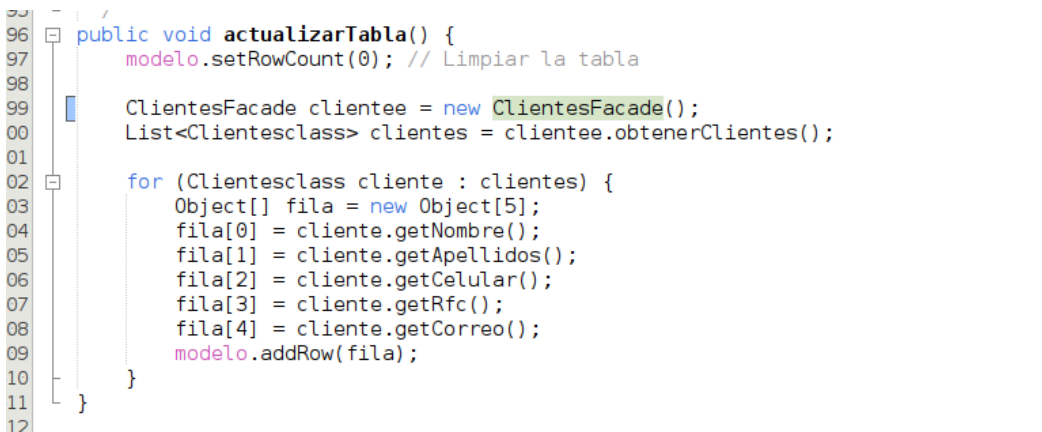 95 /
96 public void actualizarTabla() {
97 modelo.setRowCount(0); // Limpiar la tabla
98
99 ClientesFacade clientee = new ClientesFacade();
00 List<Clientesclass> clientes = clientee.obtenerClientes();
01
02 for (Clientesclass cliente : clientes) {
03 Object[] fila = new Object[5];
04 fila[0] = cliente.getNombre();
05 fila[1] = cliente.getApellidos();
06 fila[2] = cliente.getCelular();
07 fila[3] = cliente.getRfc();
08 fila[4] = cliente.getCorreo();
09 modelo.addRow(fila);
10 }
11 }
12